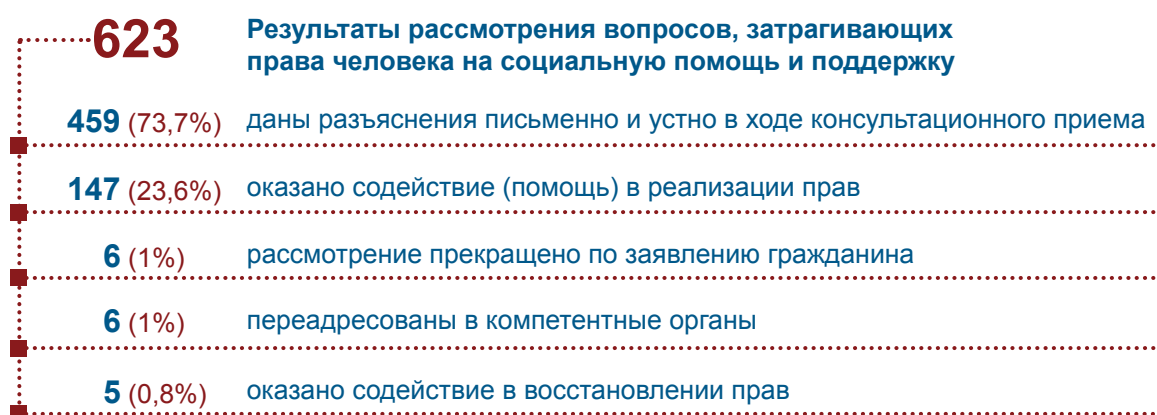 623 Результаты рассмотрения вопросов, затрагивающих
права человека на социальную помощь и поддержку
459 (73,7%) даны разъяснения письменно и устно в ходе консультационного приема
147 (23,6%) оказано содействие (помощь) в реализации прав
6 (1%) рассмотрение прекращено по заявлению гражданина
6 (1%) переадресованы в компетентные органы
5 (0,8%) оказано содействие в восстановлении прав